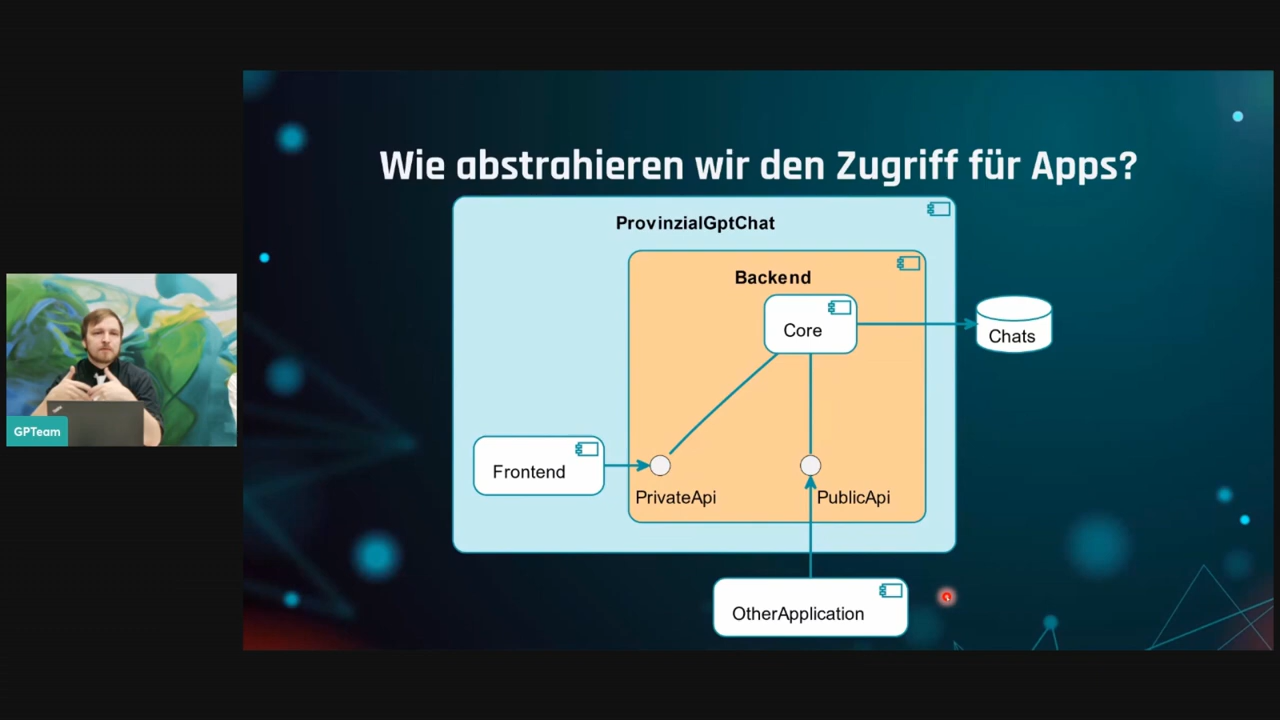 Wie abstrahieren wir den Zugriff für Apps?
ProvinzialGptChat
Backend
Core
Chats
GPTeam
Frontend
PrivateApi
PublicApi
OtherApplication